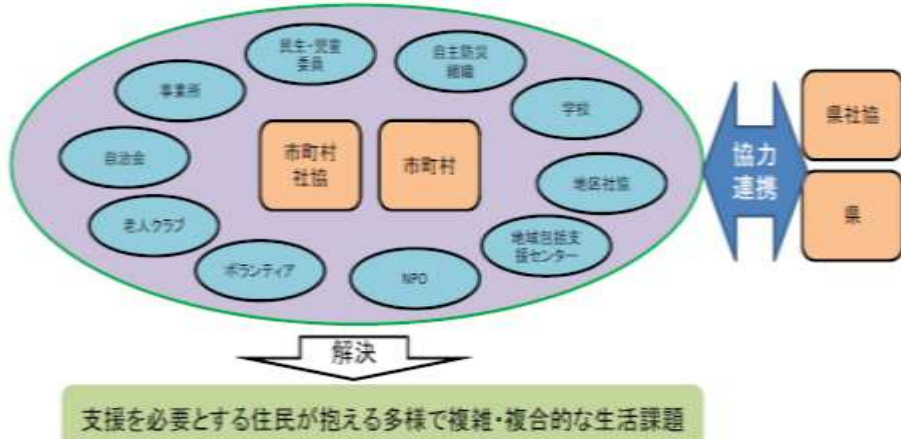 民生・児童
委員
自主防災
組織
事業所
学校
県社協
自治会
市町村
社協
市町村
協力
連携
地区社協
県
老人クラブ
地域包括支
援センター
ボランティア
NPO
解決
支援を必要とする住民が抱える多様で複雑・複合的な生活課題